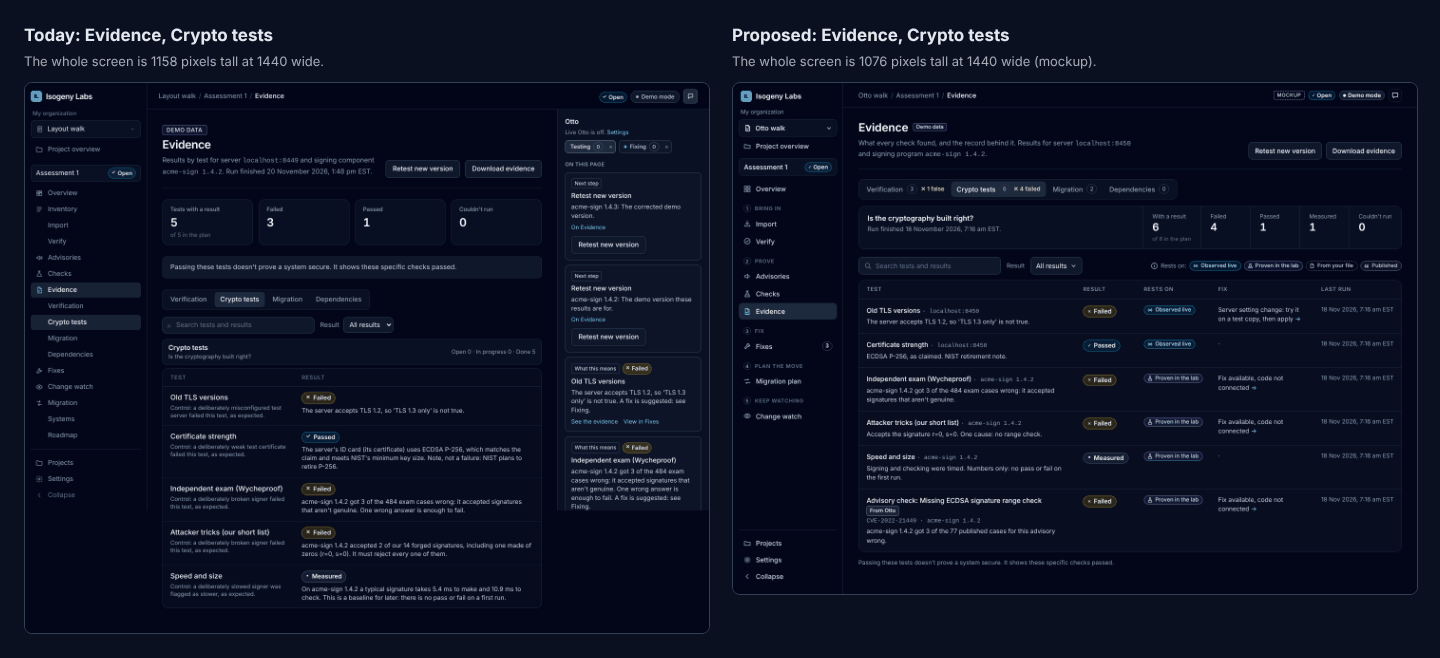 Today: Evidence, Crypto tests
The whole screen is 1158 pixels tall at 1440 wide.
Isogeny Labs
My organization
Layout walk
Project overview
Assessment 1
Open
Overview
Inventory
Import
Verify
Advisories
Checks
Evidence
Verification
Crypto tests
Migration
Dependencies
Fixes
Change watch
Migration
Systems
Roadmap
Projects
Settings
Collapse
Layout walk / Assessment 1 / Evidence
Open
Demo mode
DEMO DATA
Evidence
Results by test for server localhost:8449 and signing component
acme-sign 1.4.2. Run finished 20 November 2026, 1:46 pm EST.
Retest new version
Download evidence
Tests with a result
5
of 5 in the plan
Failed
3
Passed
1
Couldn't run
0
Passing these tests doesn't prove a system secure. It shows these specific checks passed.
Verification
Crypto tests
Migration
Dependencies
Search tests and results
Result
All results
Crypto tests
Is the cryptography built right?
Open 0 · In progress 0 · Done 5
TEST
RESULT
Old TLS versions
Control: a deliberately misconfigured test
server failed this test, as expected.
Failed
The server accepts TLS 1.2, so 'TLS 1.3 only' is not true.
Certificate strength
Control: a deliberately weak test certificate
failed this test, as expected.
Passed
The server's ID card (its certificate) uses ECDSA P-256, which matches the
claim and meets NIST's minimum key size. Note, not a failure: NIST plans to
retire P-256.
Independent exam (Wycheproof)
Control: a deliberately broken signer failed
this test, as expected.
Failed
acme-sign 1.4.2 got 3 of the 484 exam cases wrong: it accepted signatures
that aren't genuine. One wrong answer is enough to fail.
Attacker tricks (our short list)
Control: a deliberately broken signer failed
this test, as expected.
Failed
acme-sign 1.4.2 accepted 2 of our 14 forged signatures, including one made of
zeros (r=0, s=0). It must reject every one of them.
Speed and size
Control: a deliberately slowed signer was
flagged as slower, as expected.
Measured
On acme-sign 1.4.2 a typical signature takes 5.4 ms to make and 10.9 ms to
check. This is a baseline for later: there is no pass or fail on a first run.
Otto
Live Otto is off. Settings
Testing 0 ×
Fixing 0 ×
ON THIS PAGE
Next step
Retest new version
acme-sign 1.4.3: The corrected demo
version.
On Evidence
Retest new version
Next step
Retest new version
acme-sign 1.4.2: The demo version these
results are for.
On Evidence
Retest new version
What this means
Failed
Old TLS versions
The server accepts TLS 1.2, so 'TLS 1.3
only' is not true. A fix is suggested: see
Fixing.
See the evidence View in Fixes
What this means
Failed
Independent exam (Wycheproof)
acme-sign 1.4.2 got 3 of the 484 exam
cases wrong: it accepted signatures that
aren't genuine. One wrong answer is
enough to fail. A fix is suggested: see
Fixing.
Proposed: Evidence, Crypto tests
The whole screen is 1076 pixels tall at 1440 wide (mockup).
Isogeny Labs
My organization
Otto walk
Project overview
Assessment 1
Open
Overview
1 BRING IN
Import
Verify
2 PROVE
Advisories
Checks
Evidence
3 FIX
Fixes
3
4 PLAN THE MOVE
Migration plan
5 KEEP WATCHING
Change watch
Projects
Settings
Collapse
Otto walk / Assessment 1 / Evidence
MOCKUP
Open
Demo mode
Evidence
Demo data
What every check found, and the record behind it. Results for server localhost:8450
and signing program acme-sign 1.4.2.
Retest new version
Download evidence
Verification 3 × 1 false
Crypto tests 6 × 4 failed
Migration 2
Dependencies 0
Is the cryptography built right?
Run finished 18 November 2026, 7:16 am EST.
With a result
6
of 6 in the plan
Failed
4
Passed
1
Measured
1
Couldn't run
0
Search tests and results
Result
All results
Rests on:
Observed live
Proven in the lab
From your file
Published
TEST
RESULT
RESTS ON
FIX
LAST RUN
Old TLS versions · localhost:8450
The server accepts TLS 1.2, so 'TLS 1.3 only' is not true.
Failed
Observed live
Server setting change: try it
on a test copy, then apply →
18 Nov 2026, 7:16 am EST
Certificate strength · localhost:8450
ECDSA P-256, as claimed. NIST retirement note.
Passed
Observed live
-
18 Nov 2026, 7:16 am EST
Independent exam (Wycheproof) · acme-sign 1.4.2
acme-sign 1.4.2 got 3 of the 484 exam cases wrong: it accepted
signatures that aren't genuine.
Failed
Proven in the lab
Fix available, code not
connected →
18 Nov 2026, 7:16 am EST
Attacker tricks (our short list) · acme-sign 1.4.2
Accepts the signature r=0, s=0. One cause: no range check.
Failed
Proven in the lab
Fix available, code not
connected →
18 Nov 2026, 7:16 am EST
Speed and size · acme-sign 1.4.2
Signing and checking were timed. Numbers only: no pass or fail on
the first run.
Measured
Proven in the lab
-
18 Nov 2026, 7:16 am EST
Advisory check: Missing ECDSA signature range check
From Otto
CVE-2022-21449 · acme-sign 1.4.2
acme-sign 1.4.2 got 3 of the 77 published cases for this advisory
wrong.
Failed
Proven in the lab
Fix available, code not
connected →
18 Nov 2026, 7:16 am EST
Passing these tests doesn't prove a system secure. It shows these specific checks passed.